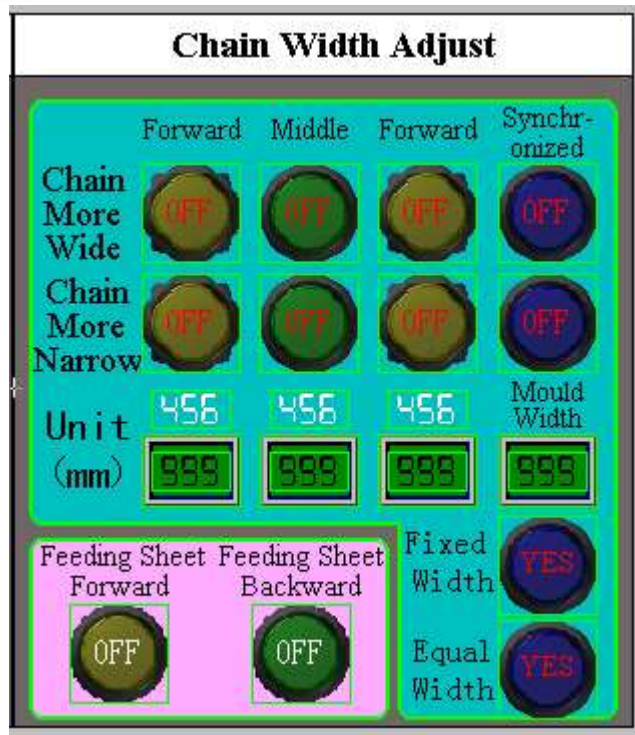 Chain Width Adjust
Forward Middle Forward Synchr-
onized
Chain
More
Wide
OFF OFF OFF OFF
Chain
More
Narrow
OFF OFF OFF OFF
Unit
(mm)
456 456 456
Mould
Width
999 999 999 999
Feeding Sheet
Forward
Feeding Sheet
Backward
OFF OFF
Fixed
Width
YES
Equal
Width
YES